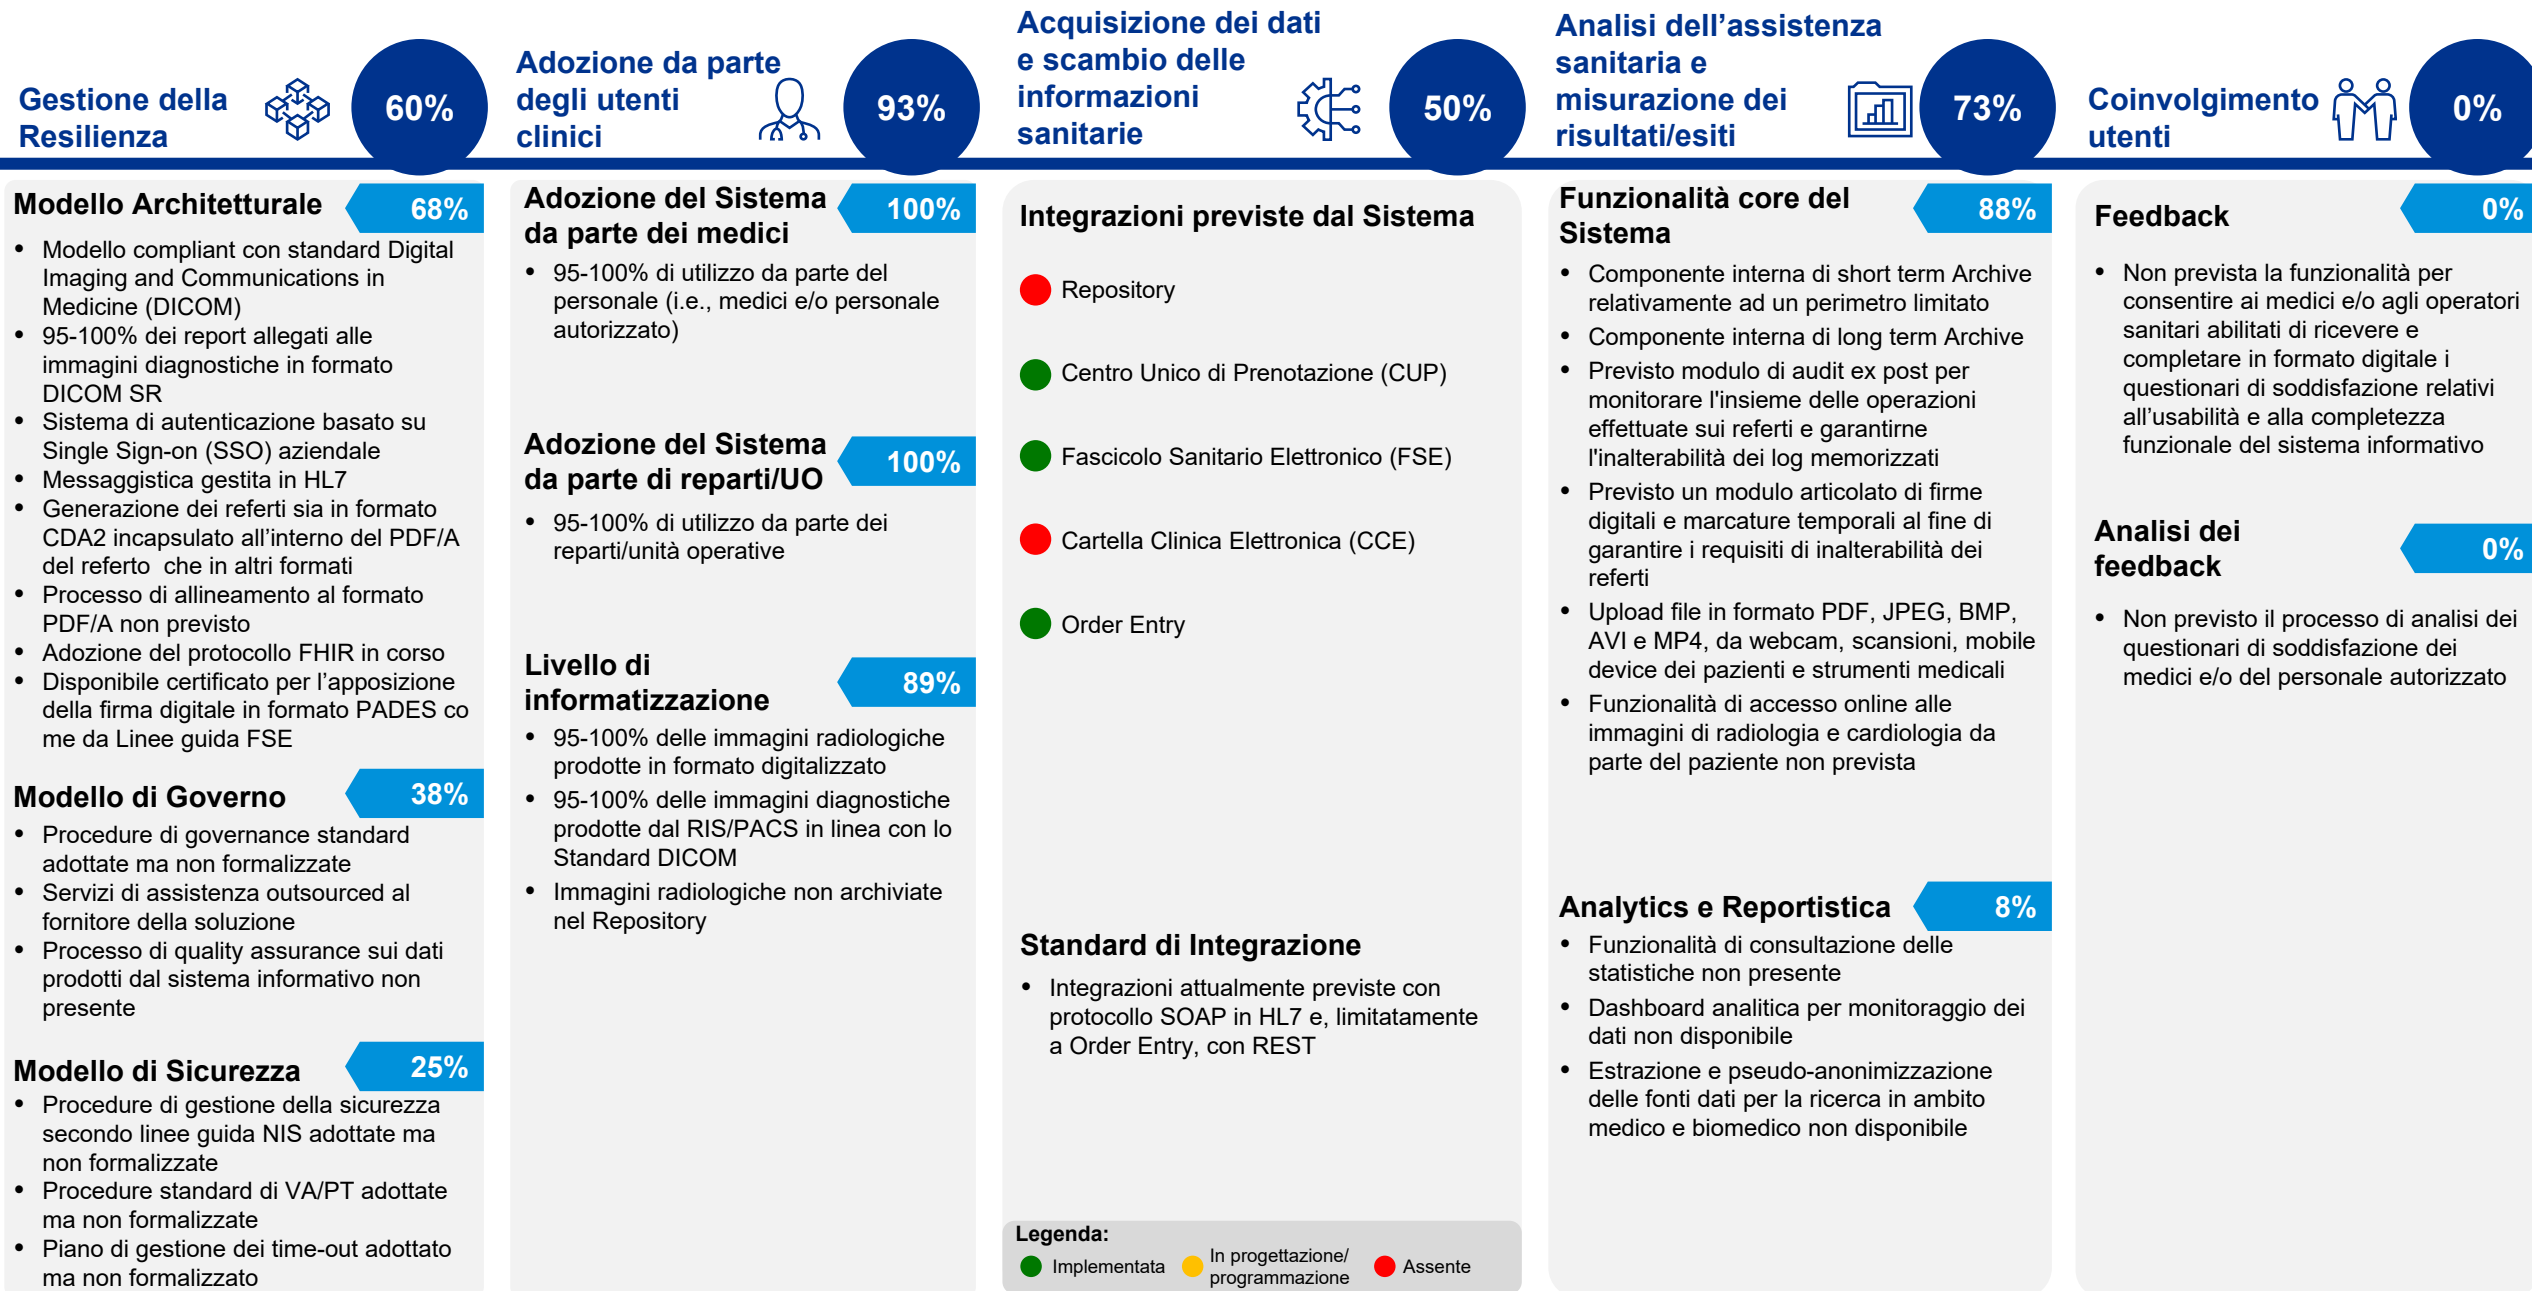 Gestione della
Resilienza
60%
Adozione da parte
degli utenti
clinici
93%
Acquisizione dei dati
e scambio delle
informazioni
sanitarie
50%
Analisi dell’assistenza
sanitaria e
misurazione dei
risultati/esiti
73%
Coinvolgimento
utenti
0%
Modello Architetturale
68%
• Modello compliant con standard Digital
Imaging and Communications in
Medicine (DICOM)
• 95-100% dei report allegati alle
immagini diagnostiche in formato
DICOM SR
• Sistema di autenticazione basato su
Single Sign-on (SSO) aziendale
• Messaggistica gestita in HL7
• Generazione dei referti sia in formato
CDA2 incapsulato all’interno del PDF/A
del referto  che in altri formati
• Processo di allineamento al formato
PDF/A non previsto
• Adozione del protocollo FHIR in corso
• Disponibile certificato per l’apposizione
della firma digitale in formato PADES co
me da Linee guida FSE
Modello di Governo
38%
• Procedure di governance standard
adottate ma non formalizzate
• Servizi di assistenza outsourced al
fornitore della soluzione
• Processo di quality assurance sui dati
prodotti dal sistema informativo non
presente
Modello di Sicurezza
25%
• Procedure di gestione della sicurezza
secondo linee guida NIS adottate ma
non formalizzate
• Procedure standard di VA/PT adottate
ma non formalizzate
• Piano di gestione dei time-out adottato
ma non formalizzato
Adozione del Sistema
da parte dei medici
100%
• 95-100% di utilizzo da parte del
personale (i.e., medici e/o personale
autorizzato)
Adozione del Sistema
da parte di reparti/UO
100%
• 95-100% di utilizzo da parte dei
reparti/unità operative
Livello di
informatizzazione
89%
• 95-100% delle immagini radiologiche
prodotte in formato digitalizzato
• 95-100% delle immagini diagnostiche
prodotte dal RIS/PACS in linea con lo
Standard DICOM
• Immagini radiologiche non archiviate
nel Repository
Integrazioni previste dal Sistema
Repository
Centro Unico di Prenotazione (CUP)
Fascicolo Sanitario Elettronico (FSE)
Cartella Clinica Elettronica (CCE)
Order Entry
Standard di Integrazione
• Integrazioni attualmente previste con
protocollo SOAP in HL7 e, limitatamente
a Order Entry, con REST
Legenda:
Implementata
In progettazione/
programmazione
Assente
Funzionalità core del
Sistema
88%
• Componente interna di short term Archive
relativamente ad un perimetro limitato
• Componente interna di long term Archive
• Previsto modulo di audit ex post per
monitorare l'insieme delle operazioni
effettuate sui referti e garantirne
l'inalterabilità dei log memorizzati
• Previsto un modulo articolato di firme
digitali e marcature temporali al fine di
garantire i requisiti di inalterabilità dei
referti
• Upload file in formato PDF, JPEG, BMP,
AVI e MP4, da webcam, scansioni, mobile
device dei pazienti e strumenti medicali
• Funzionalità di accesso online alle
immagini di radiologia e cardiologia da
parte del paziente non prevista
Analytics e Reportistica
8%
• Funzionalità di consultazione delle
statistiche non presente
• Dashboard analitica per monitoraggio dei
dati non disponibile
• Estrazione e pseudo-anonimizzazione
delle fonti dati per la ricerca in ambito
medico e biomedico non disponibile
Feedback
0%
• Non prevista la funzionalità per
consentire ai medici e/o agli operatori
sanitari abilitati di ricevere e
completare in formato digitale i
questionari di soddisfazione relativi
all’usabilità e alla completezza
funzionale del sistema informativo
Analisi dei
feedback
0%
• Non previsto il processo di analisi dei
questionari di soddisfazione dei
medici e/o del personale autorizzato